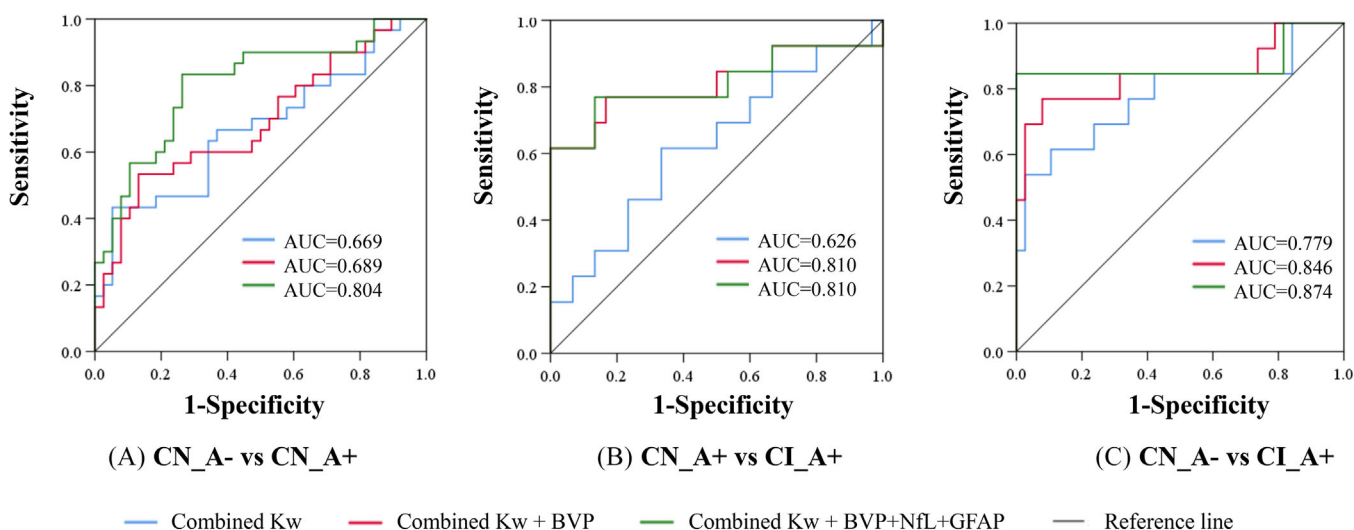 Sensitivity
1.0
0.8
0.6
0.4
0.2
0.0
AUC=0.669
AUC=0.689
AUC=0.804
0.0 0.2 0.4 0.6 0.8 1.0
1-Specificity
(A) CN_A- vs CN_A+
Sensitivity
1.0
0.8
0.6
0.4
0.2
0.0
AUC=0.626
AUC=0.810
AUC=0.810
0.0 0.2 0.4 0.6 0.8 1.0
1-Specificity
(B) CN_A+ vs CI_A+
Sensitivity
1.0
0.8
0.6
0.4
0.2
0.0
AUC=0.779
AUC=0.846
AUC=0.874
0.0 0.2 0.4 0.6 0.8 1.0
1-Specificity
(C) CN_A- vs CI_A+
Combined Kw Combined Kw + BVP Combined Kw + BVP+NfL+GFAP Reference line